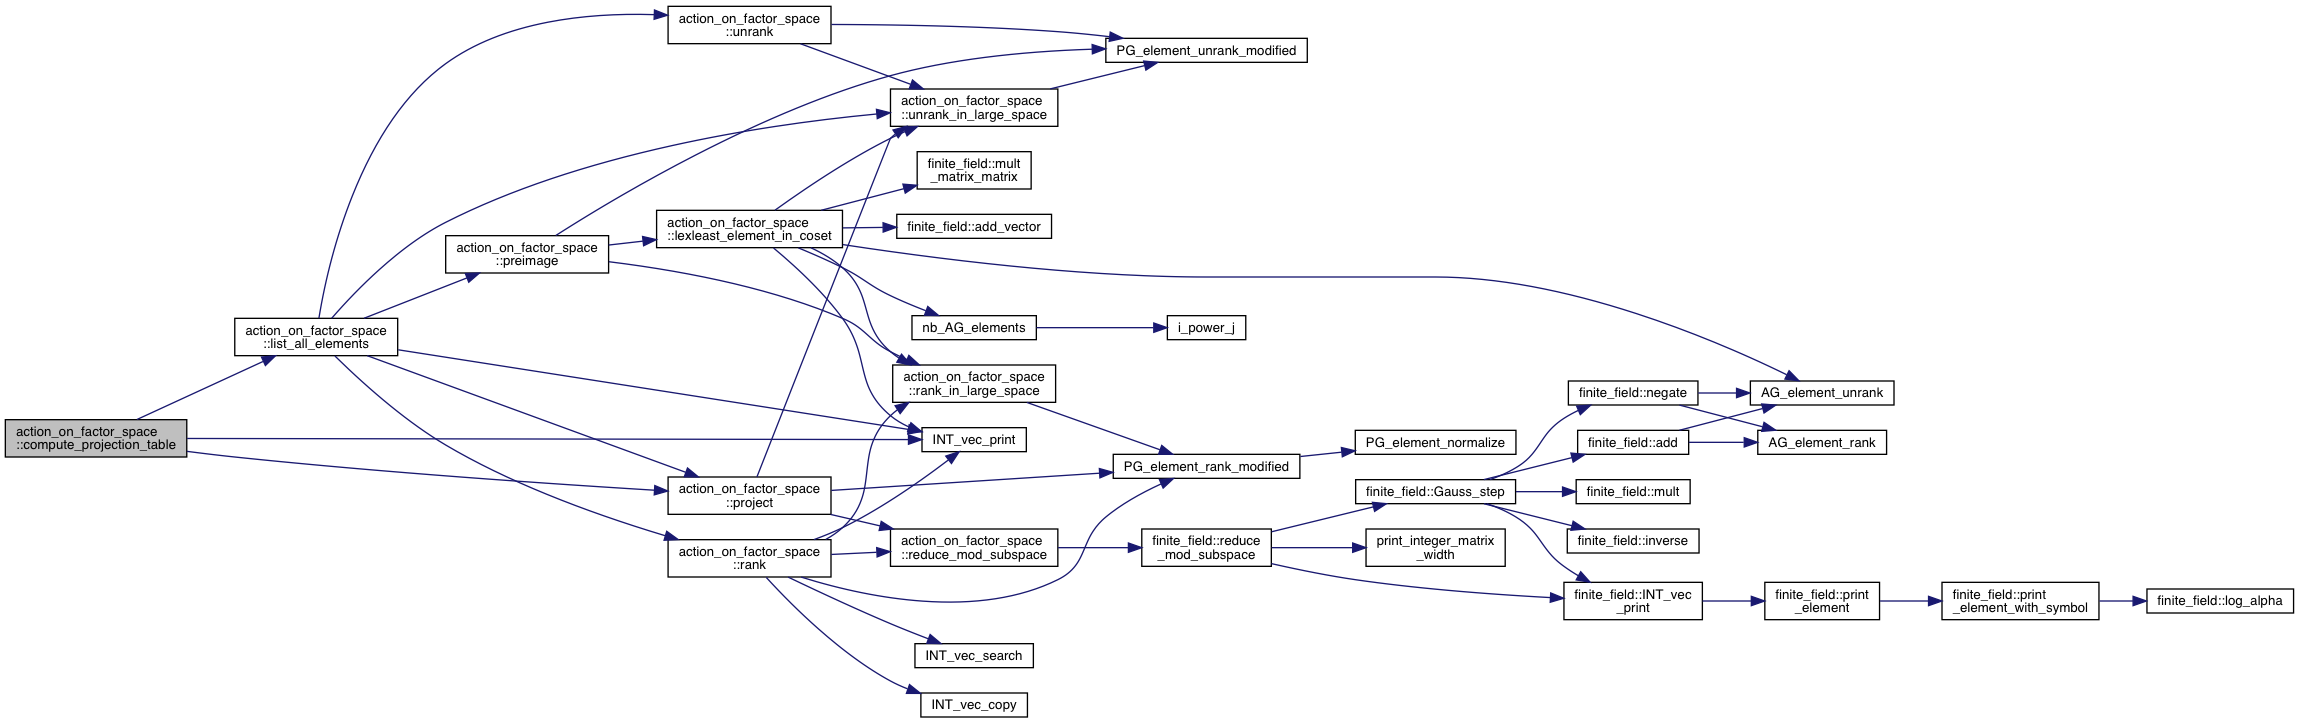 action_on_factor_space
::compute_projection_table
action_on_factor_space
::list_all_elements
action_on_factor_space
::preimage
action_on_factor_space
::unrank
action_on_factor_space
::lexleast_element_in_coset
action_on_factor_space
::project
action_on_factor_space
::rank
action_on_factor_space
::unrank_in_large_space
finite_field::mult
_matrix_matrix
finite_field::add_vector
nb_AG_elements
action_on_factor_space
::rank_in_large_space
INT_vec_print
action_on_factor_space
::reduce_mod_subspace
INT_vec_search
INT_vec_copy
PG_element_unrank_modified
i_power_j
PG_element_rank_modified
finite_field::reduce
_mod_subspace
PG_element_normalize
finite_field::Gauss_step
print_integer_matrix
_width
finite_field::negate
finite_field::add
finite_field::mult
finite_field::inverse
finite_field::INT_vec
_print
AG_element_unrank
AG_element_rank
finite_field::print
_element
finite_field::print
_element_with_symbol
finite_field::log_alpha